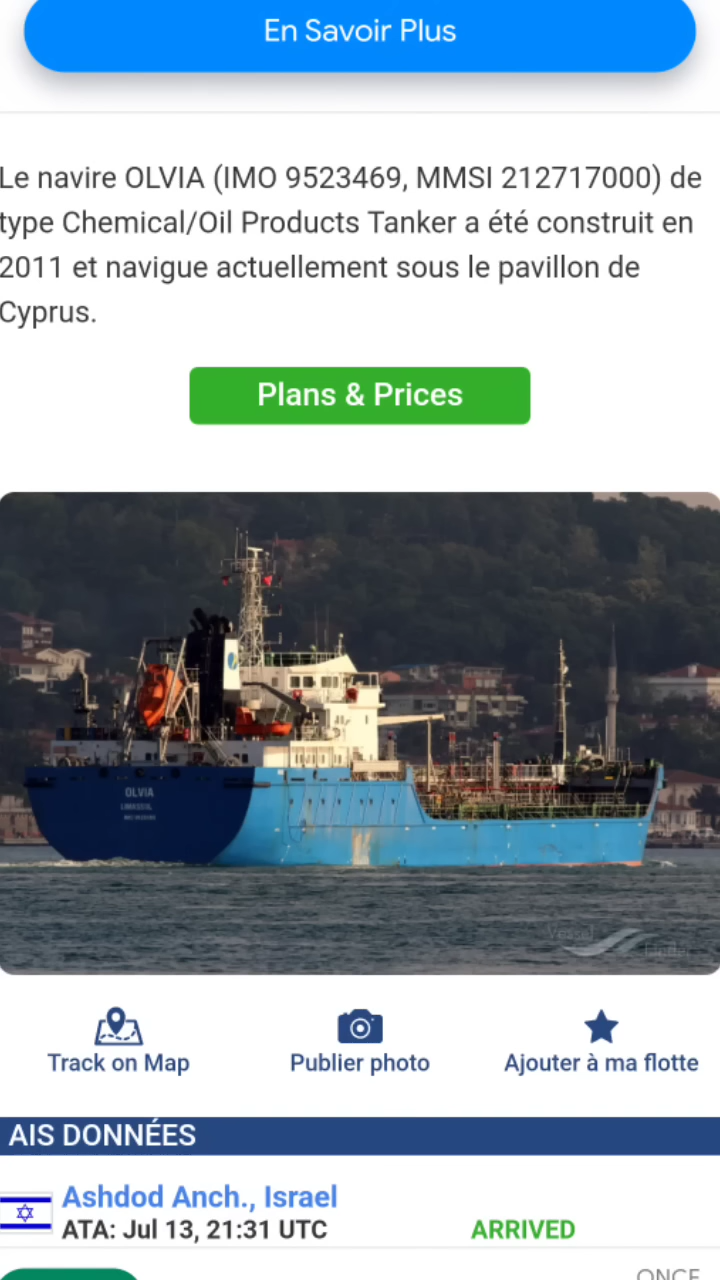 En Savoir Plus
Le navire OLVIA (IMO 9523469, MMSI 212717000) de
type Chemical/Oil Products Tanker a été construit en
2011 et navigue actuellement sous le pavillon de
Cyprus.
Plans & Prices
OLVIA
Vessel
Finder
Track on Map
Publier photo
Ajouter à ma flotte
AIS DONNÉES
Ashdod Anch., Israel
ATA: Jul 13, 21:31 UTC
ARRIVED